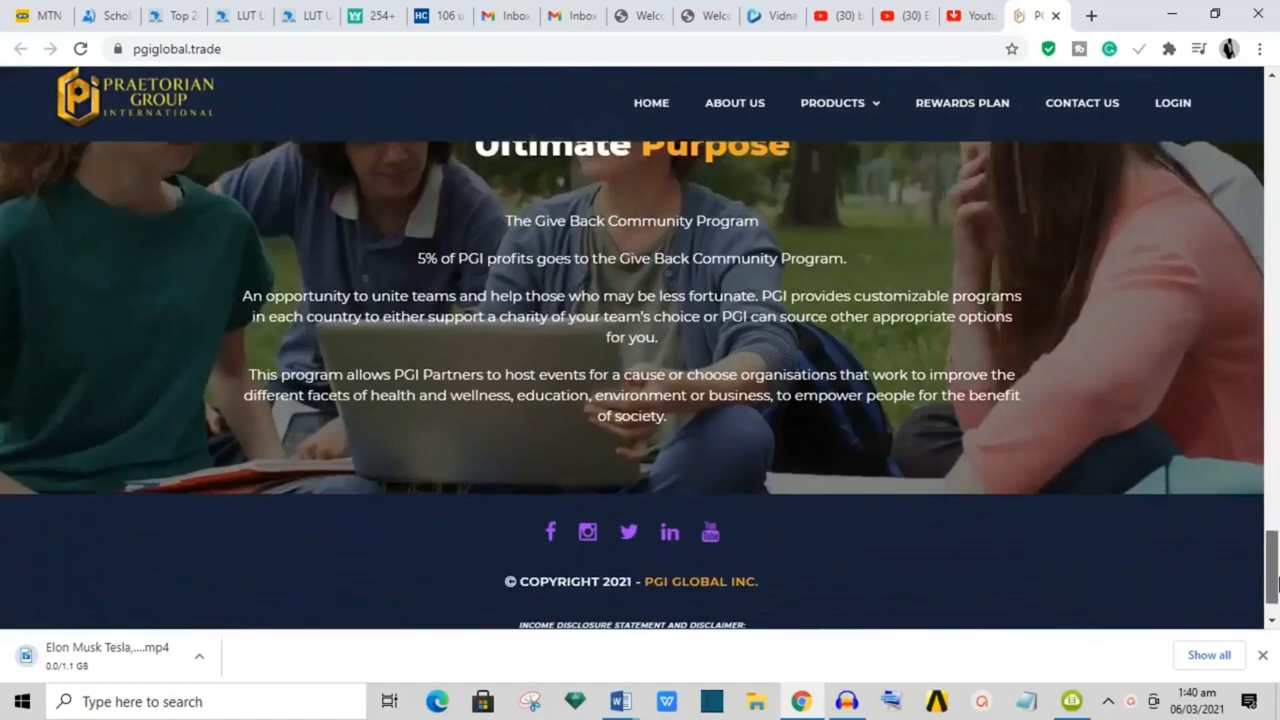 MTN
Schol
Top 2
LUT U
LUT U
254+
106 u
Inbox
Inbox
Welc
Welc
Vidna
(30) b
(30) E
Youtu
PG
pgiglobal.trade
PRAETORIAN
GROUP
INTERNATIONAL
HOME
ABOUT US
PRODUCTS
REWARDS PLAN
CONTACT US
LOGIN
Ultimate Purpose
The Give Back Community Program
5% of PGI profits goes to the Give Back Community Program.
An opportunity to unite teams and help those who may be less fortunate. PGI provides customizable programs
in each country to either support a charity of your team's choice or PGI can source other appropriate options
for you.
This program allows PGI Partners to host events for a cause or choose organisations that work to improve the
different facets of health and wellness, education, environment or business, to empower people for the benefit
of society.
© COPYRIGHT 2021 - PGI GLOBAL INC.
INCOME DISCLOSURE STATEMENT AND DISCLAIMER:
Elon Musk Tesla,....mp4
0.0/1.1 GB
Show all
Type here to search
1:40 am
06/03/2021